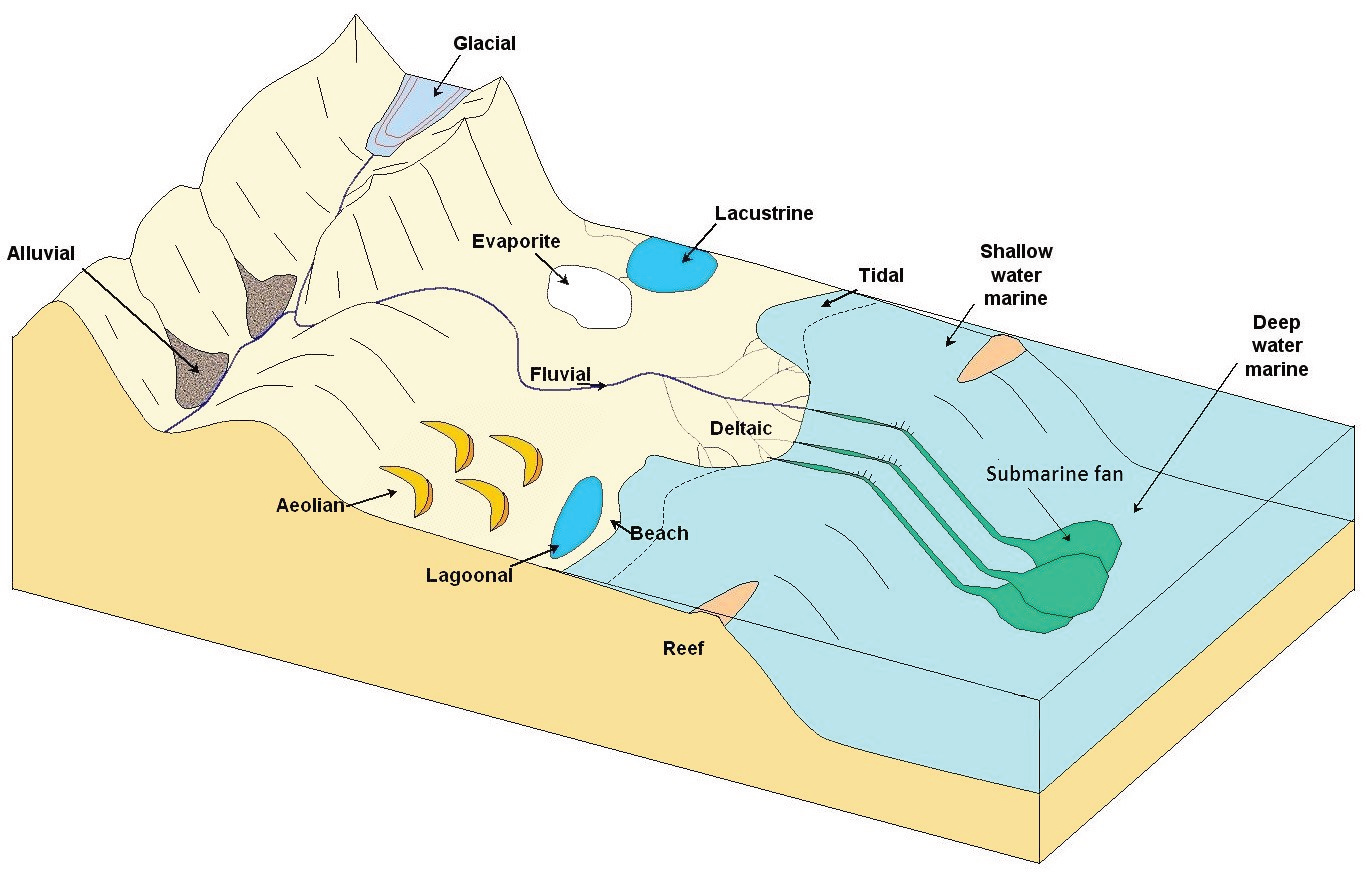 Glacial
Lacustrine
Evaporite
Alluvial
Shallow
water
marine
Tidal
Deep
water
marine
Fluvial
Deltaic
Submarine fan
Aeolian
Beach
Lagoonal
Reef